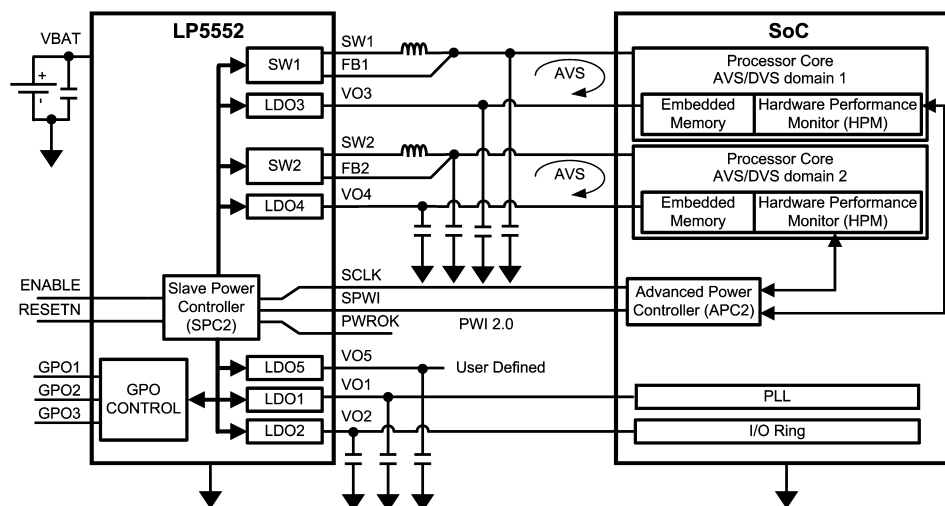 LP5552
SoC
VBAT
+
-
SW1
SW1
FB1
AVS
Processor Core
AVS/DVS domain 1
LDO3
VO3
Embedded
Memory
Hardware Performance
Monitor (HPM)
SW2
SW2
FB2
AVS
Processor Core
AVS/DVS domain 2
LDO4
VO4
Embedded
Memory
Hardware Performance
Monitor (HPM)
ENABLE
RESETN
Slave Power
Controller
(SPC2)
SCLK
SPWI
PWROK
PWI 2.0
Advanced Power
Controller (APC2)
GPO1
GPO2
GPO3
GPO
CONTROL
LDO5
VO5
User Defined
LDO1
VO1
PLL
LDO2
VO2
I/O Ring